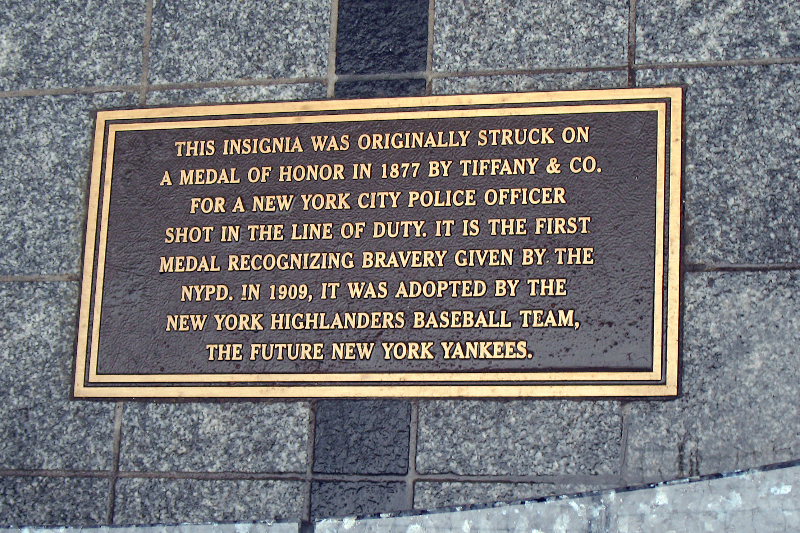 THIS INSIGNIA WAS ORIGINALLY STRUCK ON
A MEDAL OF HONOR IN 1877 BY TIFFANY & CO.
FOR A NEW YORK CITY POLICE OFFICER
SHOT IN THE LINE OF DUTY. IT IS THE FIRST
MEDAL RECOGNIZING BRAVERY GIVEN BY THE
NYPD. IN 1909, IT WAS ADOPTED BY THE
NEW YORK HIGHLANDERS BASEBALL TEAM,
THE FUTURE NEW YORK YANKEES.